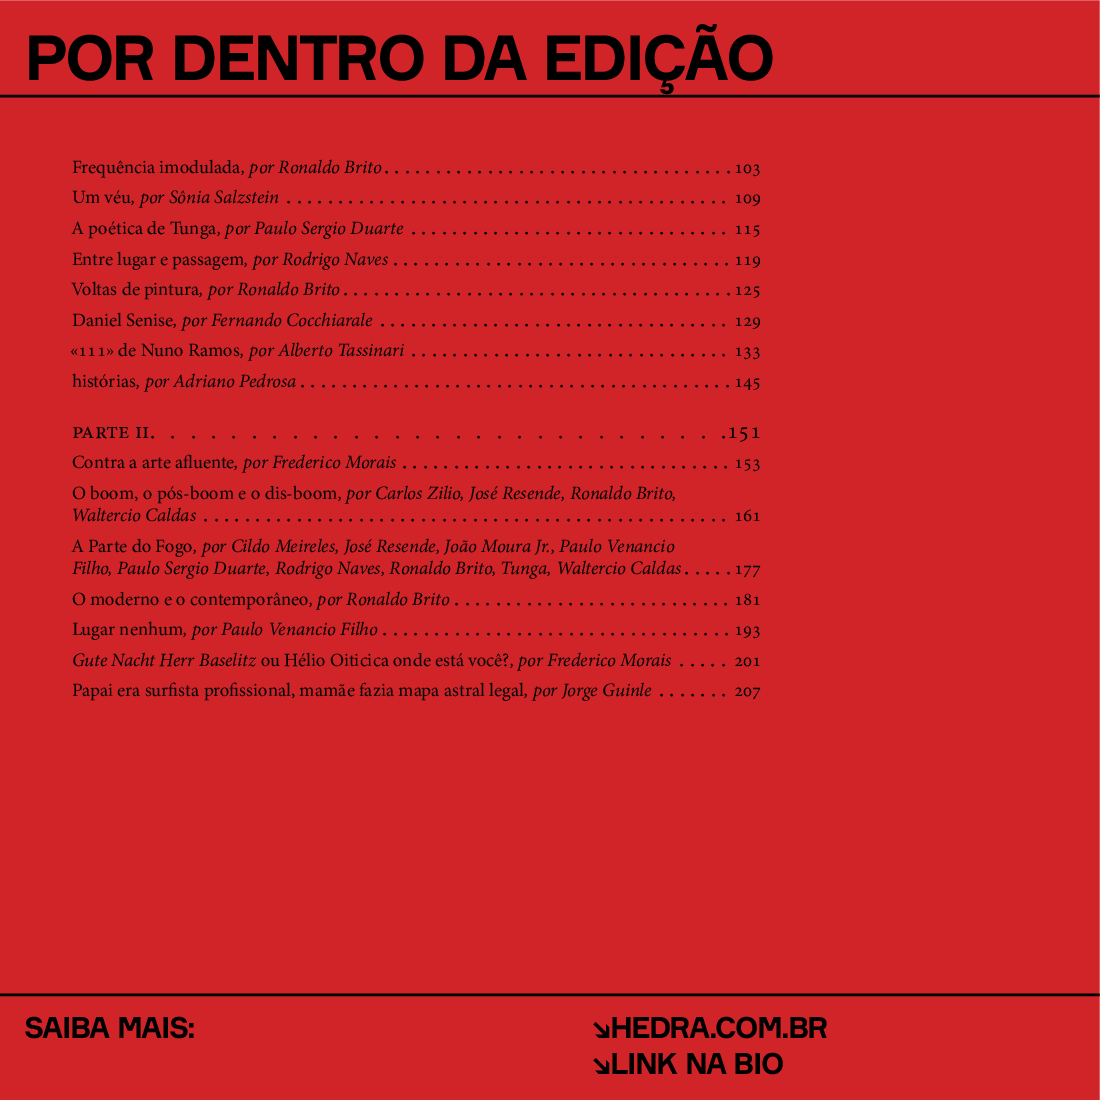 POR DENTRO DA EDIÇÃO
Frequência imodulada, por Ronaldo Brito . . . . . . . . . . . . . . . . . . . . . . . . . . . . . . . . . . 103
Um véu, por Sônia Salzstein . . . . . . . . . . . . . . . . . . . . . . . . . . . . . . . . . . . . . . . . . . . 109
A poética de Tunga, por Paulo Sergio Duarte . . . . . . . . . . . . . . . . . . . . . . . . . . . . . . . 115
Entre lugar e passagem, por Rodrigo Naves . . . . . . . . . . . . . . . . . . . . . . . . . . . . . . . . . 119
Voltas de pintura, por Ronaldo Brito . . . . . . . . . . . . . . . . . . . . . . . . . . . . . . . . . . . . . . 125
Daniel Senise, por Fernando Cocchiarale . . . . . . . . . . . . . . . . . . . . . . . . . . . . . . . . . . 129
«111» de Nuno Ramos, por Alberto Tassinari . . . . . . . . . . . . . . . . . . . . . . . . . . . . . . . 133
histórias, por Adriano Pedrosa . . . . . . . . . . . . . . . . . . . . . . . . . . . . . . . . . . . . . . . . . . 145
PARTE II . . . . . . . . . . . . . . . . . . . . . . . . . . . . . 151
Contra a arte afluente, por Frederico Morais . . . . . . . . . . . . . . . . . . . . . . . . . . . . . . . . 153
O boom, o pós-boom e o dis-boom, por Carlos Zilio, José Resende, Ronaldo Brito,
Waltercio Caldas . . . . . . . . . . . . . . . . . . . . . . . . . . . . . . . . . . . . . . . . . . . . . . . . . . . 161
A Parte do Fogo, por Cildo Meireles, José Resende, João Moura Jr., Paulo Venancio
Filho, Paulo Sergio Duarte, Rodrigo Naves, Ronaldo Brito, Tunga, Waltercio Caldas . . . . . 177
O moderno e o contemporâneo, por Ronaldo Brito . . . . . . . . . . . . . . . . . . . . . . . . . . . 181
Lugar nenhum, por Paulo Venancio Filho . . . . . . . . . . . . . . . . . . . . . . . . . . . . . . . . . . 193
Gute Nacht Herr Baselitz ou Hélio Oiticica onde está você?, por Frederico Morais . . . . . 201
Papai era surfista profissional, mamãe fazia mapa astral legal, por Jorge Guinle . . . . . . . 207
SAIBA MAIS:
↘HEDRA.COM.BR
↘LINK NA BIO